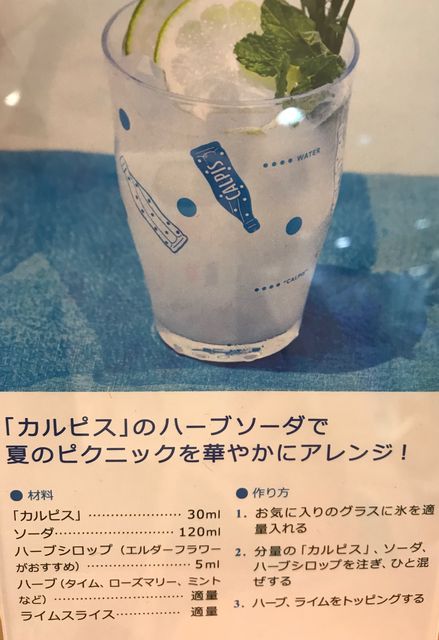 CALPIS
WATER
"CALPIS"
「カルピス」のハーブソーダで
夏のピクニックを華やかにアレンジ！
● 材料
「カルピス」 ………………… 30ml
ソーダ………………………… 120ml
ハーブシロップ（エルダーフラワー
がおすすめ）………………… 5ml
ハーブ（タイム、ローズマリー、ミント
など）………………………… 適量
ライムスライス……………… 適量
● 作り方
1. お気に入りのグラスに氷を適
量入れる
2. 分量の「カルピス」、ソーダ、
ハーブシロップを注ぎ、ひと混
ぜする
3. ハーブ、ライムをトッピングする